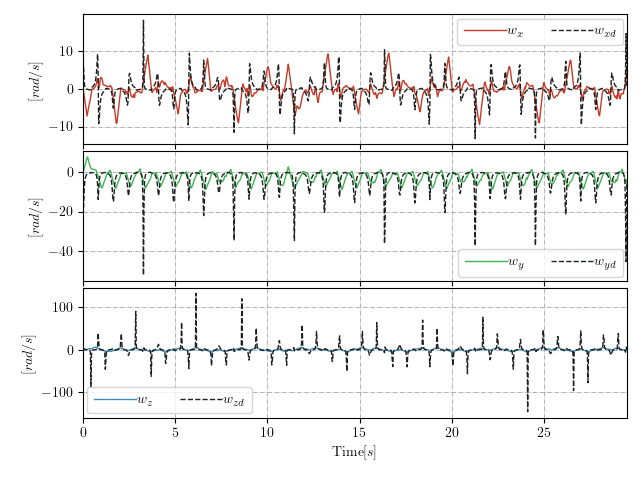 w_x w_xd
[rad/s]
10
0
−10
[rad/s]
0
−20
−40
w_y w_yd
[rad/s]
100
0
−100
w_z w_zd
0 5 10 15 20 25
Time[s]